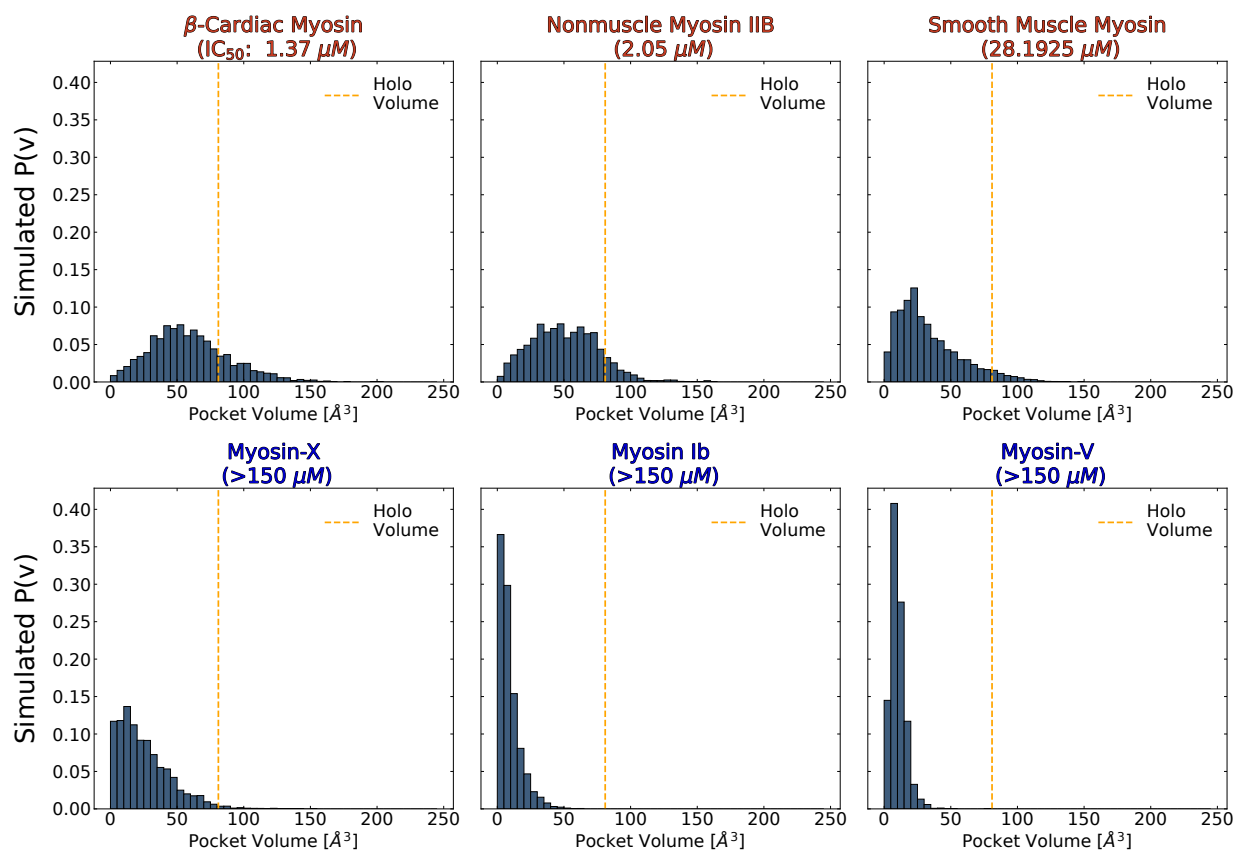 β-Cardiac Myosin
(IC50: 1.37 μM)
Nonmuscle Myosin IIB
(2.05 μM)
Smooth Muscle Myosin
(28.1925 μM)
Simulated P(v)
0.40
0.35
0.30
0.25
0.20
0.15
0.10
0.05
0.00
Holo
Volume
Holo
Volume
Holo
Volume
0 50 100 150 200 250
0 50 100 150 200 250
0 50 100 150 200 250
Pocket Volume [Å³]
Pocket Volume [Å³]
Pocket Volume [Å³]
Myosin-X
(>150 μM)
Myosin Ib
(>150 μM)
Myosin-V
(>150 μM)
Simulated P(v)
0.40
0.35
0.30
0.25
0.20
0.15
0.10
0.05
0.00
Holo
Volume
Holo
Volume
Holo
Volume
0 50 100 150 200 250
0 50 100 150 200 250
0 50 100 150 200 250
Pocket Volume [Å³]
Pocket Volume [Å³]
Pocket Volume [Å³]